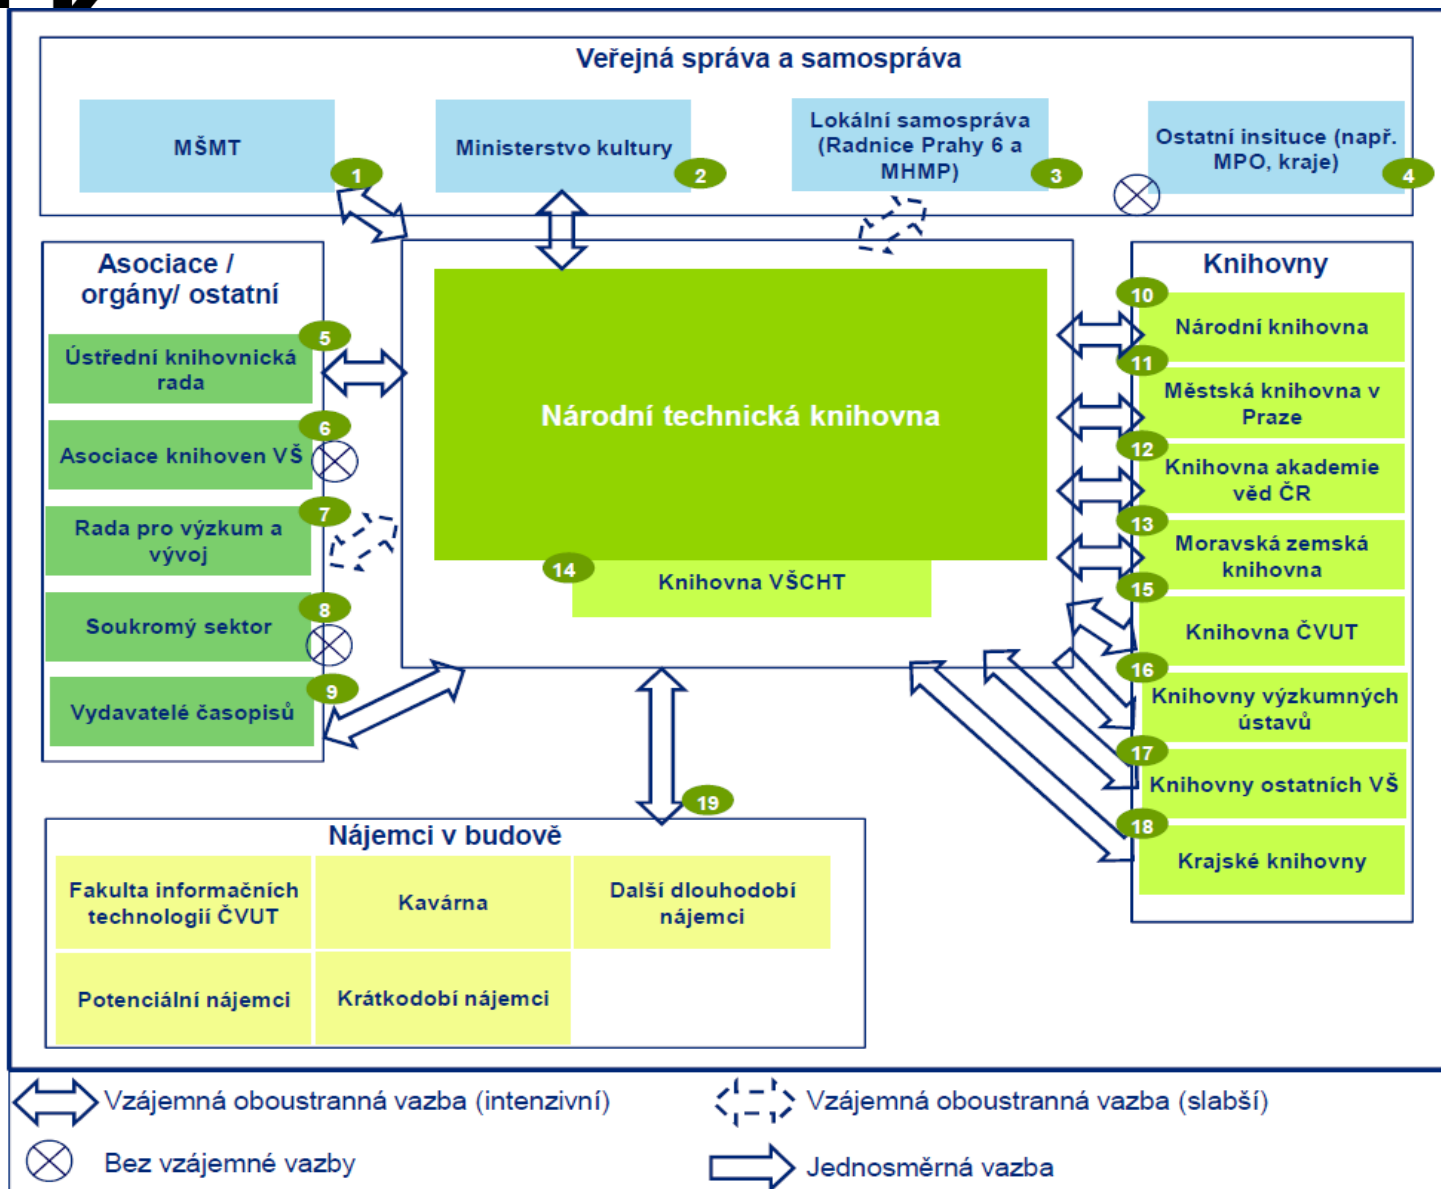 Veřejná správa a samospráva
MŠMT
1
Ministerstvo kultury
2
Lokální samospráva
(Radnice Prahy 6 a
MHMP)
3
Ostatní insituce (např.
MPO, kraje)
4
Asociace /
orgány/ ostatní
5
Ústřední knihovnická
rada
6
Asociace knihoven VŠ
7
Rada pro výzkum a
vývoj
8
Soukromý sektor
9
Vydavatelé časopisů
Národní technická knihovna
14
Knihovna VŠCHT
Knihovny
10
Národní knihovna
11
Městská knihovna v
Praze
12
Knihovna akademie
věd ČR
13
Moravská zemská
knihovna
15
Knihovna ČVUT
16
Knihovny výzkumných
ústavů
17
Knihovny ostatních VŠ
18
Krajské knihovny
19
Nájemci v budově
Fakulta informačních
technologií ČVUT
Kavárna
Další dlouhodobí
nájemci
Potenciální nájemci
Krátkodobí nájemci
Vzájemná oboustranná vazba (intenzivní)
Vzájemná oboustranná vazba (slabší)
Bez vzájemné vazby
Jednosměrná vazba